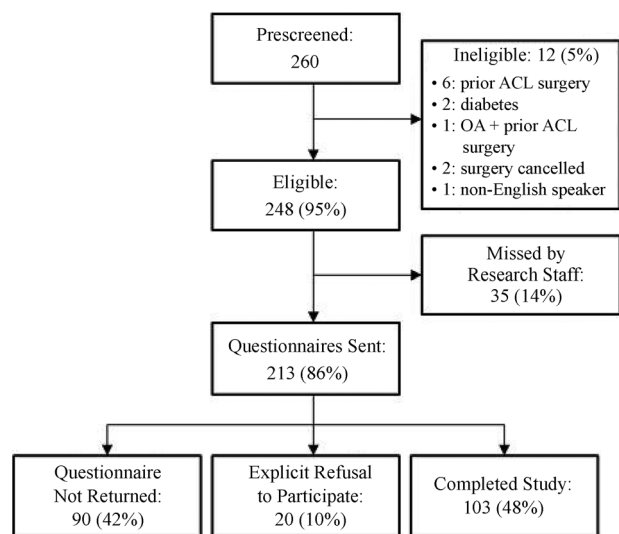 Prescreened:
260
Ineligible: 12 (5%)
• 6: prior ACL surgery
• 2: diabetes
• 1: OA + prior ACL
surgery
• 2: surgery cancelled
• 1: non-English speaker
Eligible:
248 (95%)
Missed by
Research Staff:
35 (14%)
Questionnaires Sent:
213 (86%)
Questionnaire
Not Returned:
90 (42%)
Explicit Refusal
to Participate:
20 (10%)
Completed Study:
103 (48%)